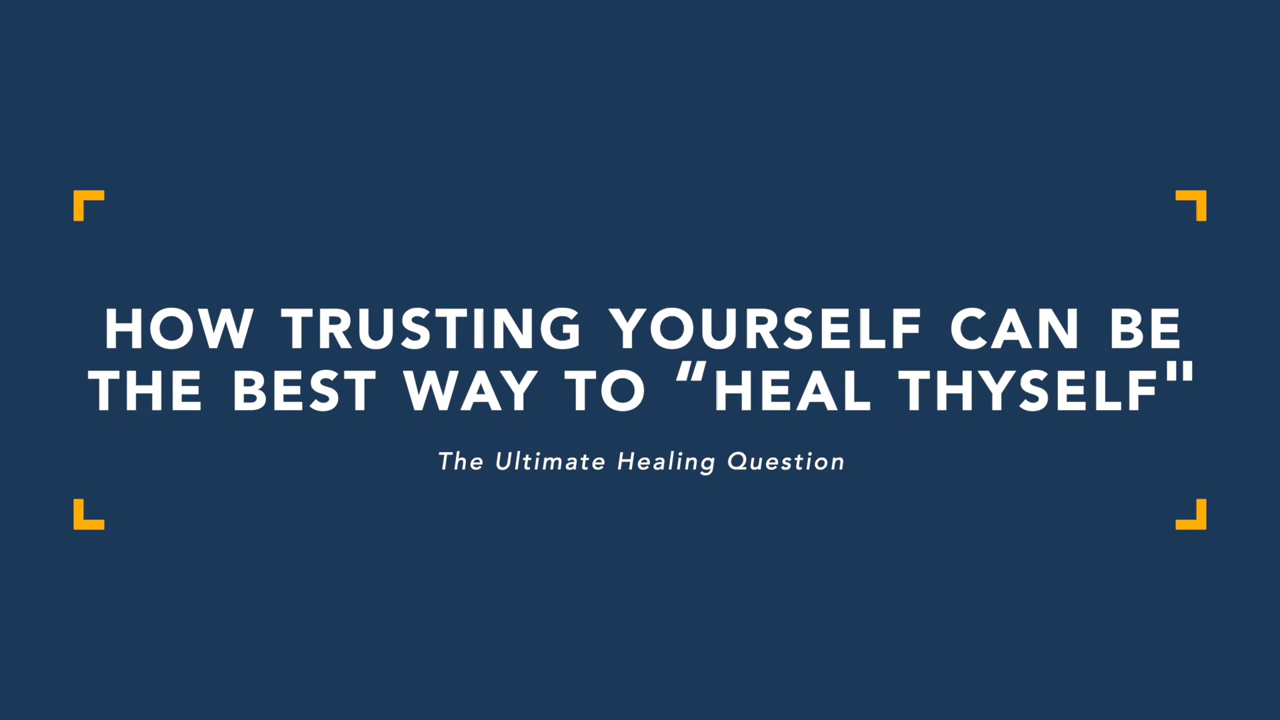 HOW TRUSTING YOURSELF CAN BE
THE BEST WAY TO “HEAL THYSELF"
The Ultimate Healing Question